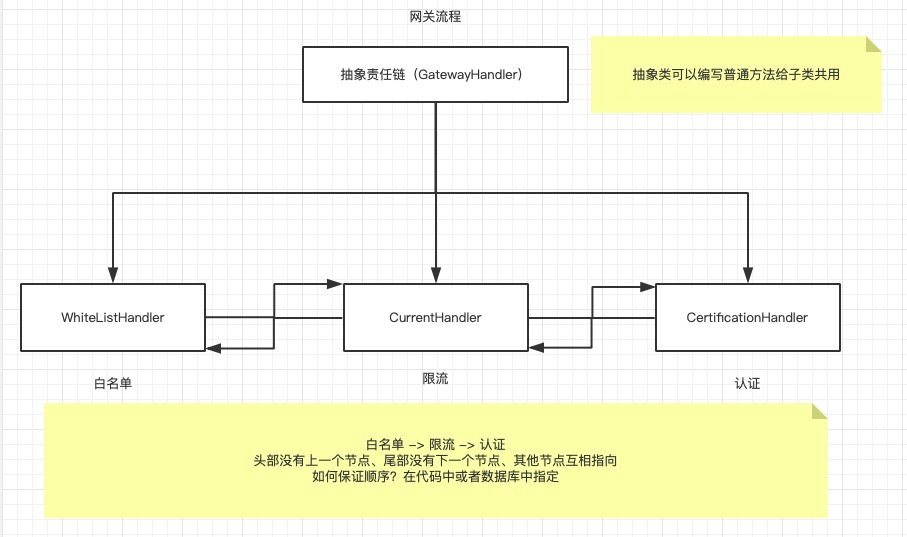 网关流程
抽象责任链（GatewayHandler）
抽象类可以编写普通方法给子类共用
WhiteListHandler
CurrentHandler
CertificationHandler
白名单
限流
认证
白名单 -> 限流 -> 认证
头部没有上一个节点、尾部没有下一个节点、其他节点互相指向
如何保证顺序？在代码中或者数据库中指定